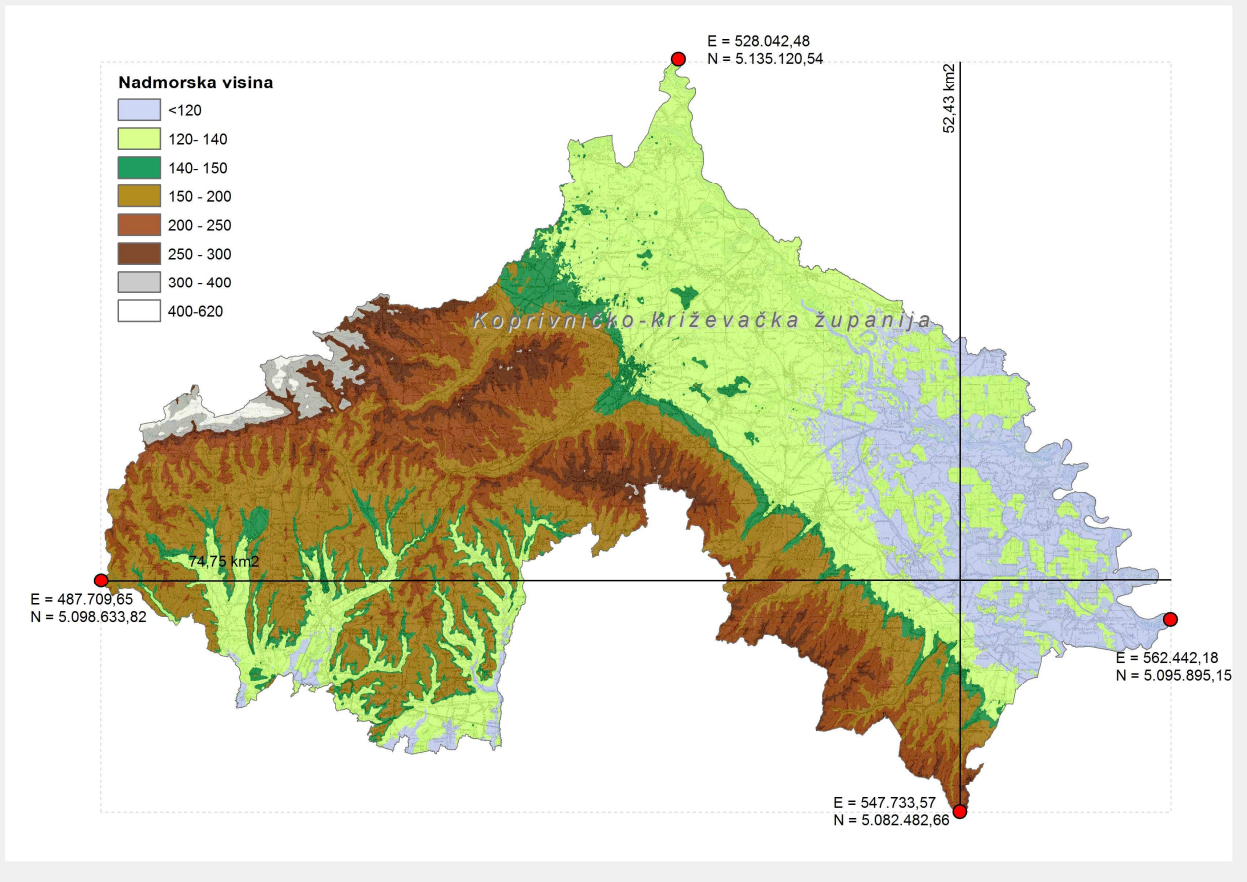 E = 528.042,48
N = 5.135.120,54
Nadmorska visina
<120
120- 140
140- 150
150 - 200
200 - 250
250 - 300
300 - 400
400-620
52,43 km2
Koprivničko-križevačka županija
74,75 km2
E = 487.709,65
N = 5.098.633,82
E = 562.442,18
N = 5.095.895,15
E = 547.733,57
N = 5.082.482,66